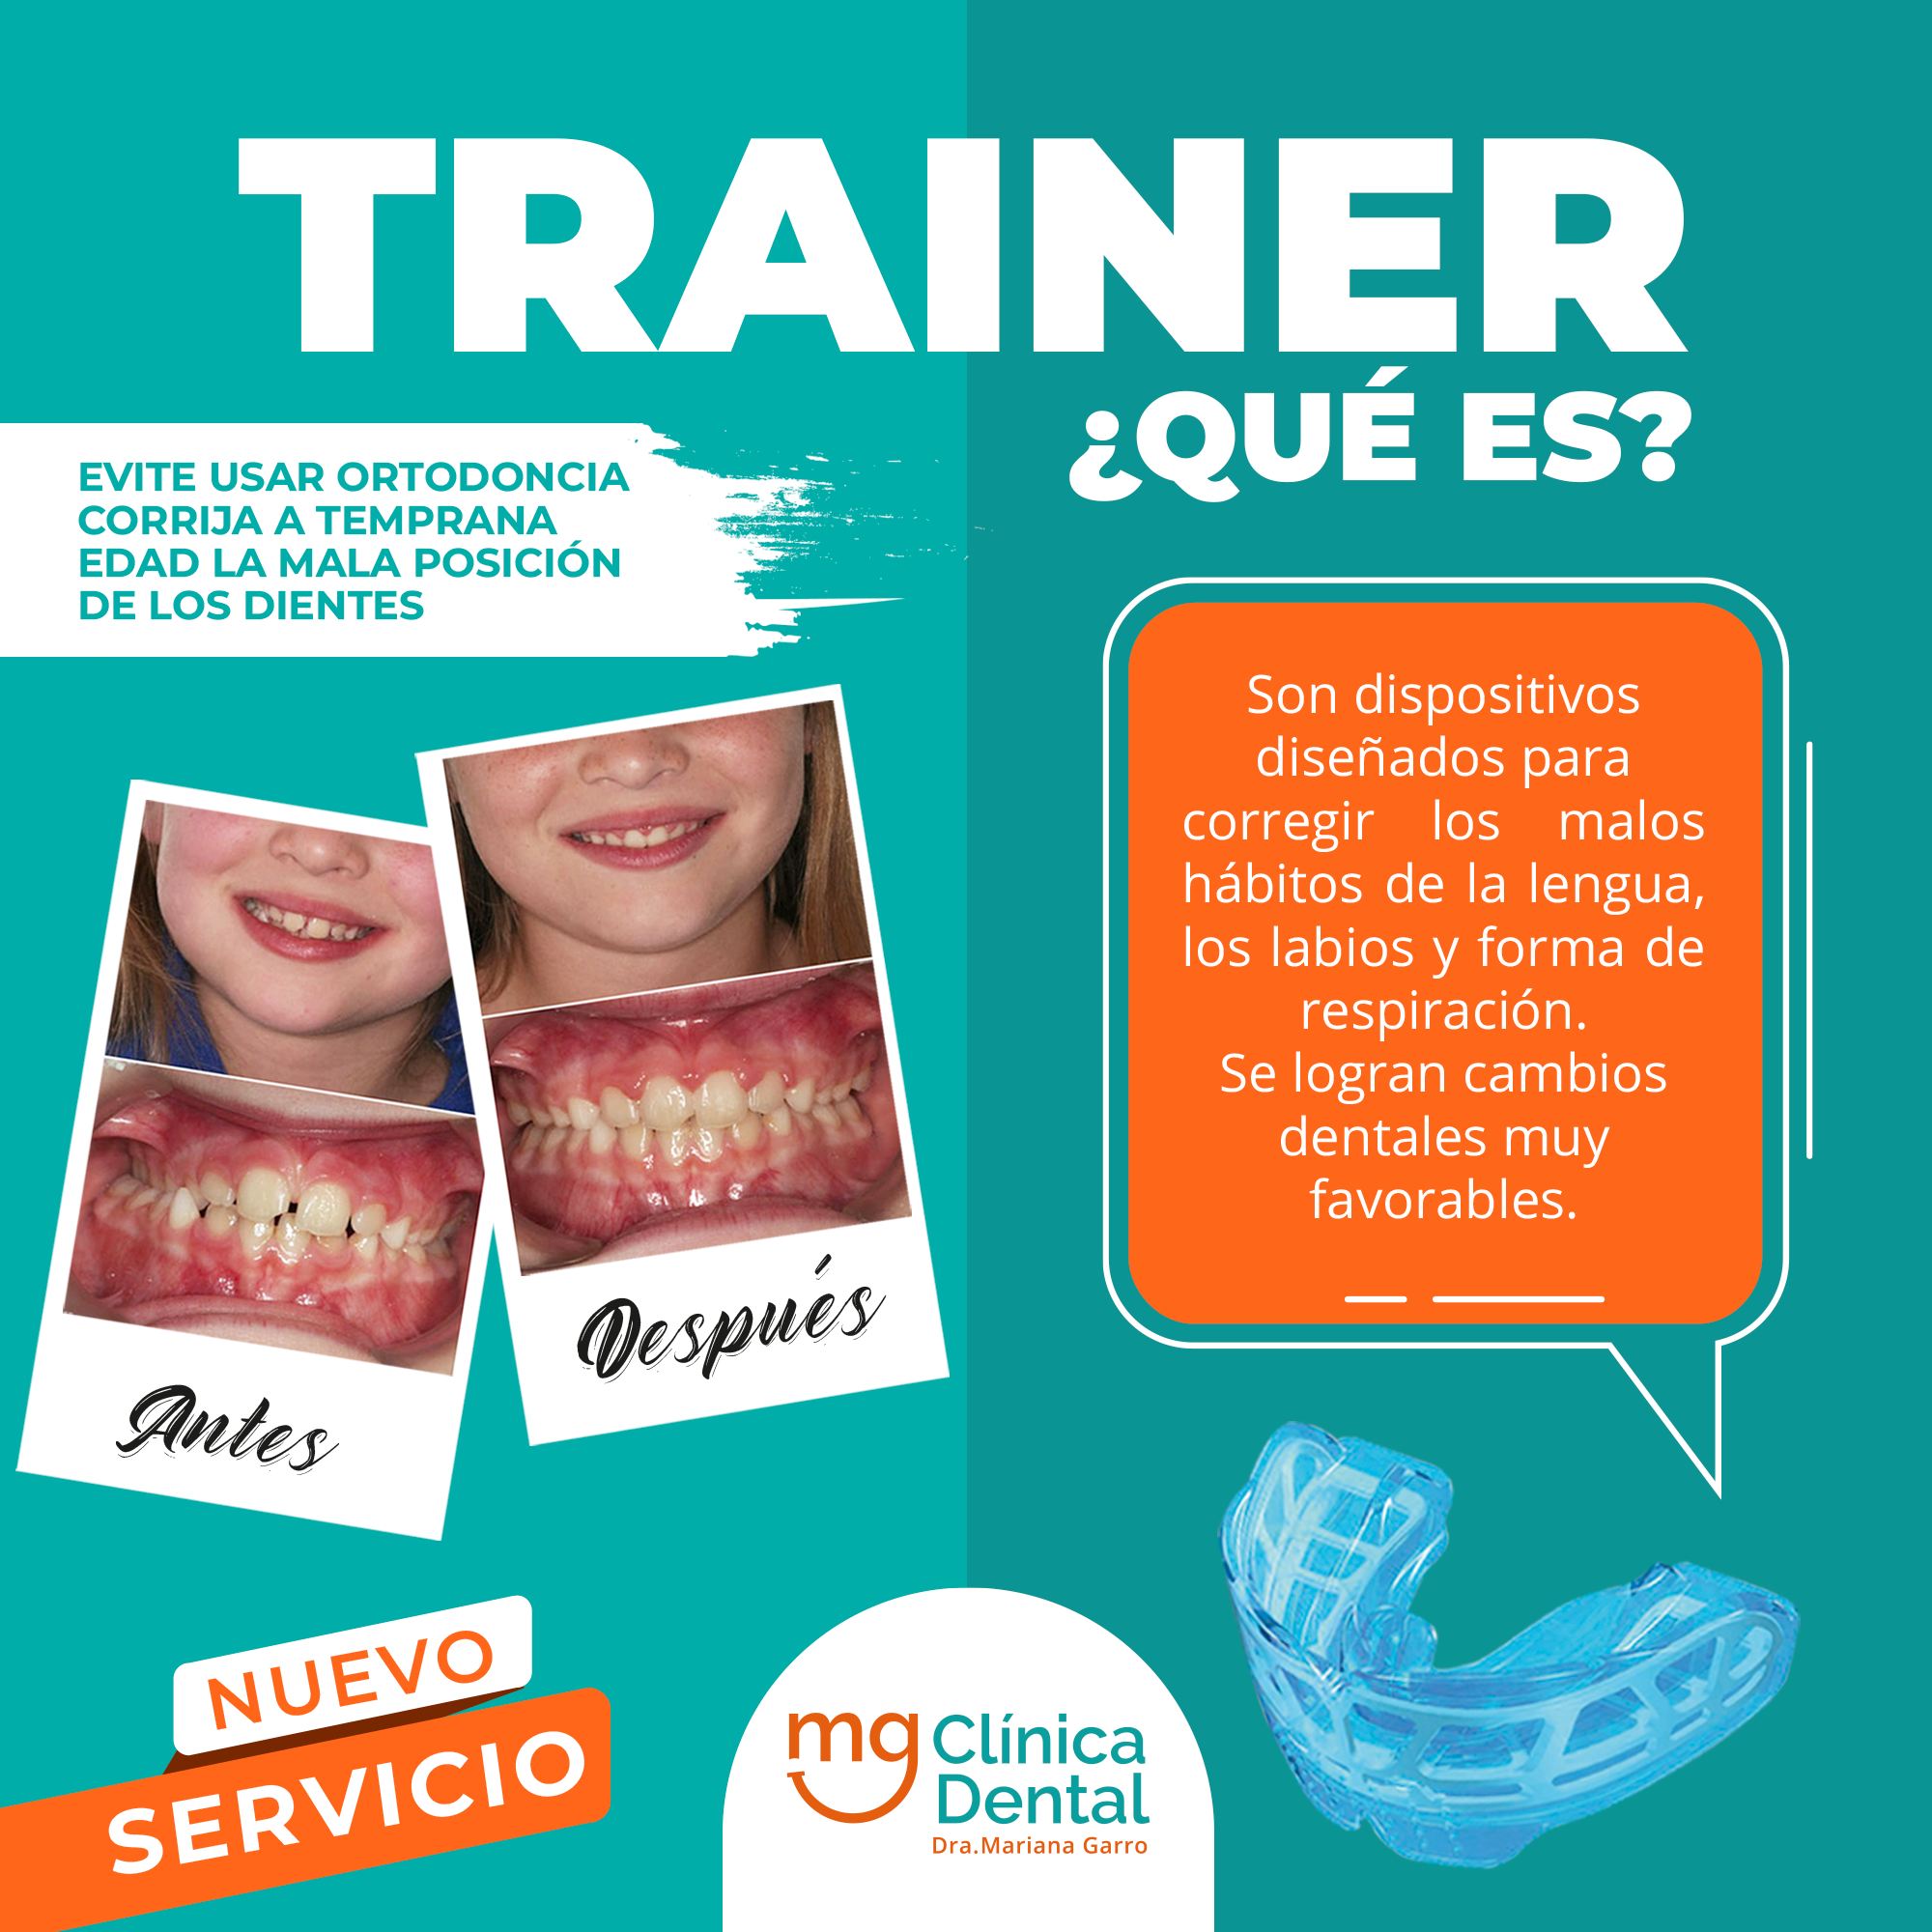 TRAINER
¿QUÉ ES?
EVITE USAR ORTODONCIA
CORRIJA A TEMPRANA
EDAD LA MALA POSICIÓN
DE LOS DIENTES
Son dispositivos
diseñados para
corregir los malos
hábitos de la lengua,
los labios y forma de
respiración.
Se logran cambios
dentales muy
favorables.
Antes
Después
NUEVO
SERVICIO
mg Clínica
Dental
Dra.Mariana Garro